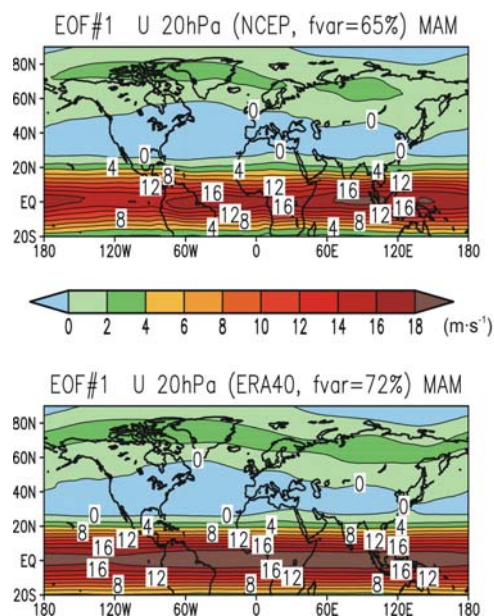 EOF#1 U 20hPa (NCEP, fvar=65%) MAM
80N
60N
40N
20N
EQ
20S
0 0
0 0 0
4 8 4 4
12 8 12 12
16 16 16 16
8 12 12
4 8 4 8
180 120W 60W 0 60E 120E 180
0 2 4 6 8 10 12 14 16 18 (m·s⁻¹)
EOF#1 U 20hPa (ERA40, fvar=72%) MAM
80N
60N
40N
20N
EQ
20S
0
0
0 0 0
8 4 8 4 8 4
16 12 12 16 12 16
16 12 16 12 16
8 8 8
180 120W 60W 0 60E 120E 180